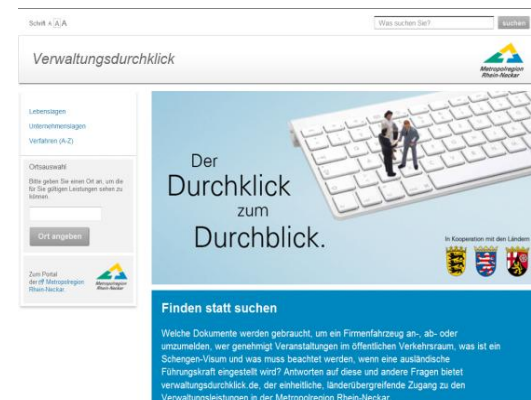 Schrift A A A
Was suchen Sie?
suchen
Verwaltungsdurchklick
Metropolregion
Rhein-Neckar
Lebenslagen
Unternehmenslagen
Verfahren (A-Z)
Ortsauswahl
Bitte geben Sie einen Ort an, um die
für Sie gültigen Leistungen sehen zu
können.
Ort angeben
Zum Portal
der Metropolregion
Rhein-Neckar.
Metropolregion
Rhein-Neckar
Der
Durchklick
zum
Durchblick.
In Kooperation mit den Ländern
Finden statt suchen
Welche Dokumente werden gebraucht, um ein Firmenfahrzeug an-, ab- oder
umzumelden, wer genehmigt Veranstaltungen im öffentlichen Verkehrsraum, was ist ein
Schengen-Visum und was muss beachtet werden, wenn eine ausländische
Führungskraft eingestellt wird? Antworten auf diese und andere Fragen bietet
verwaltungsdurchklick.de, der einheitliche, länderübergreifende Zugang zu den
Verwaltungsleistungen in der Metropolregion Rhein-Neckar.